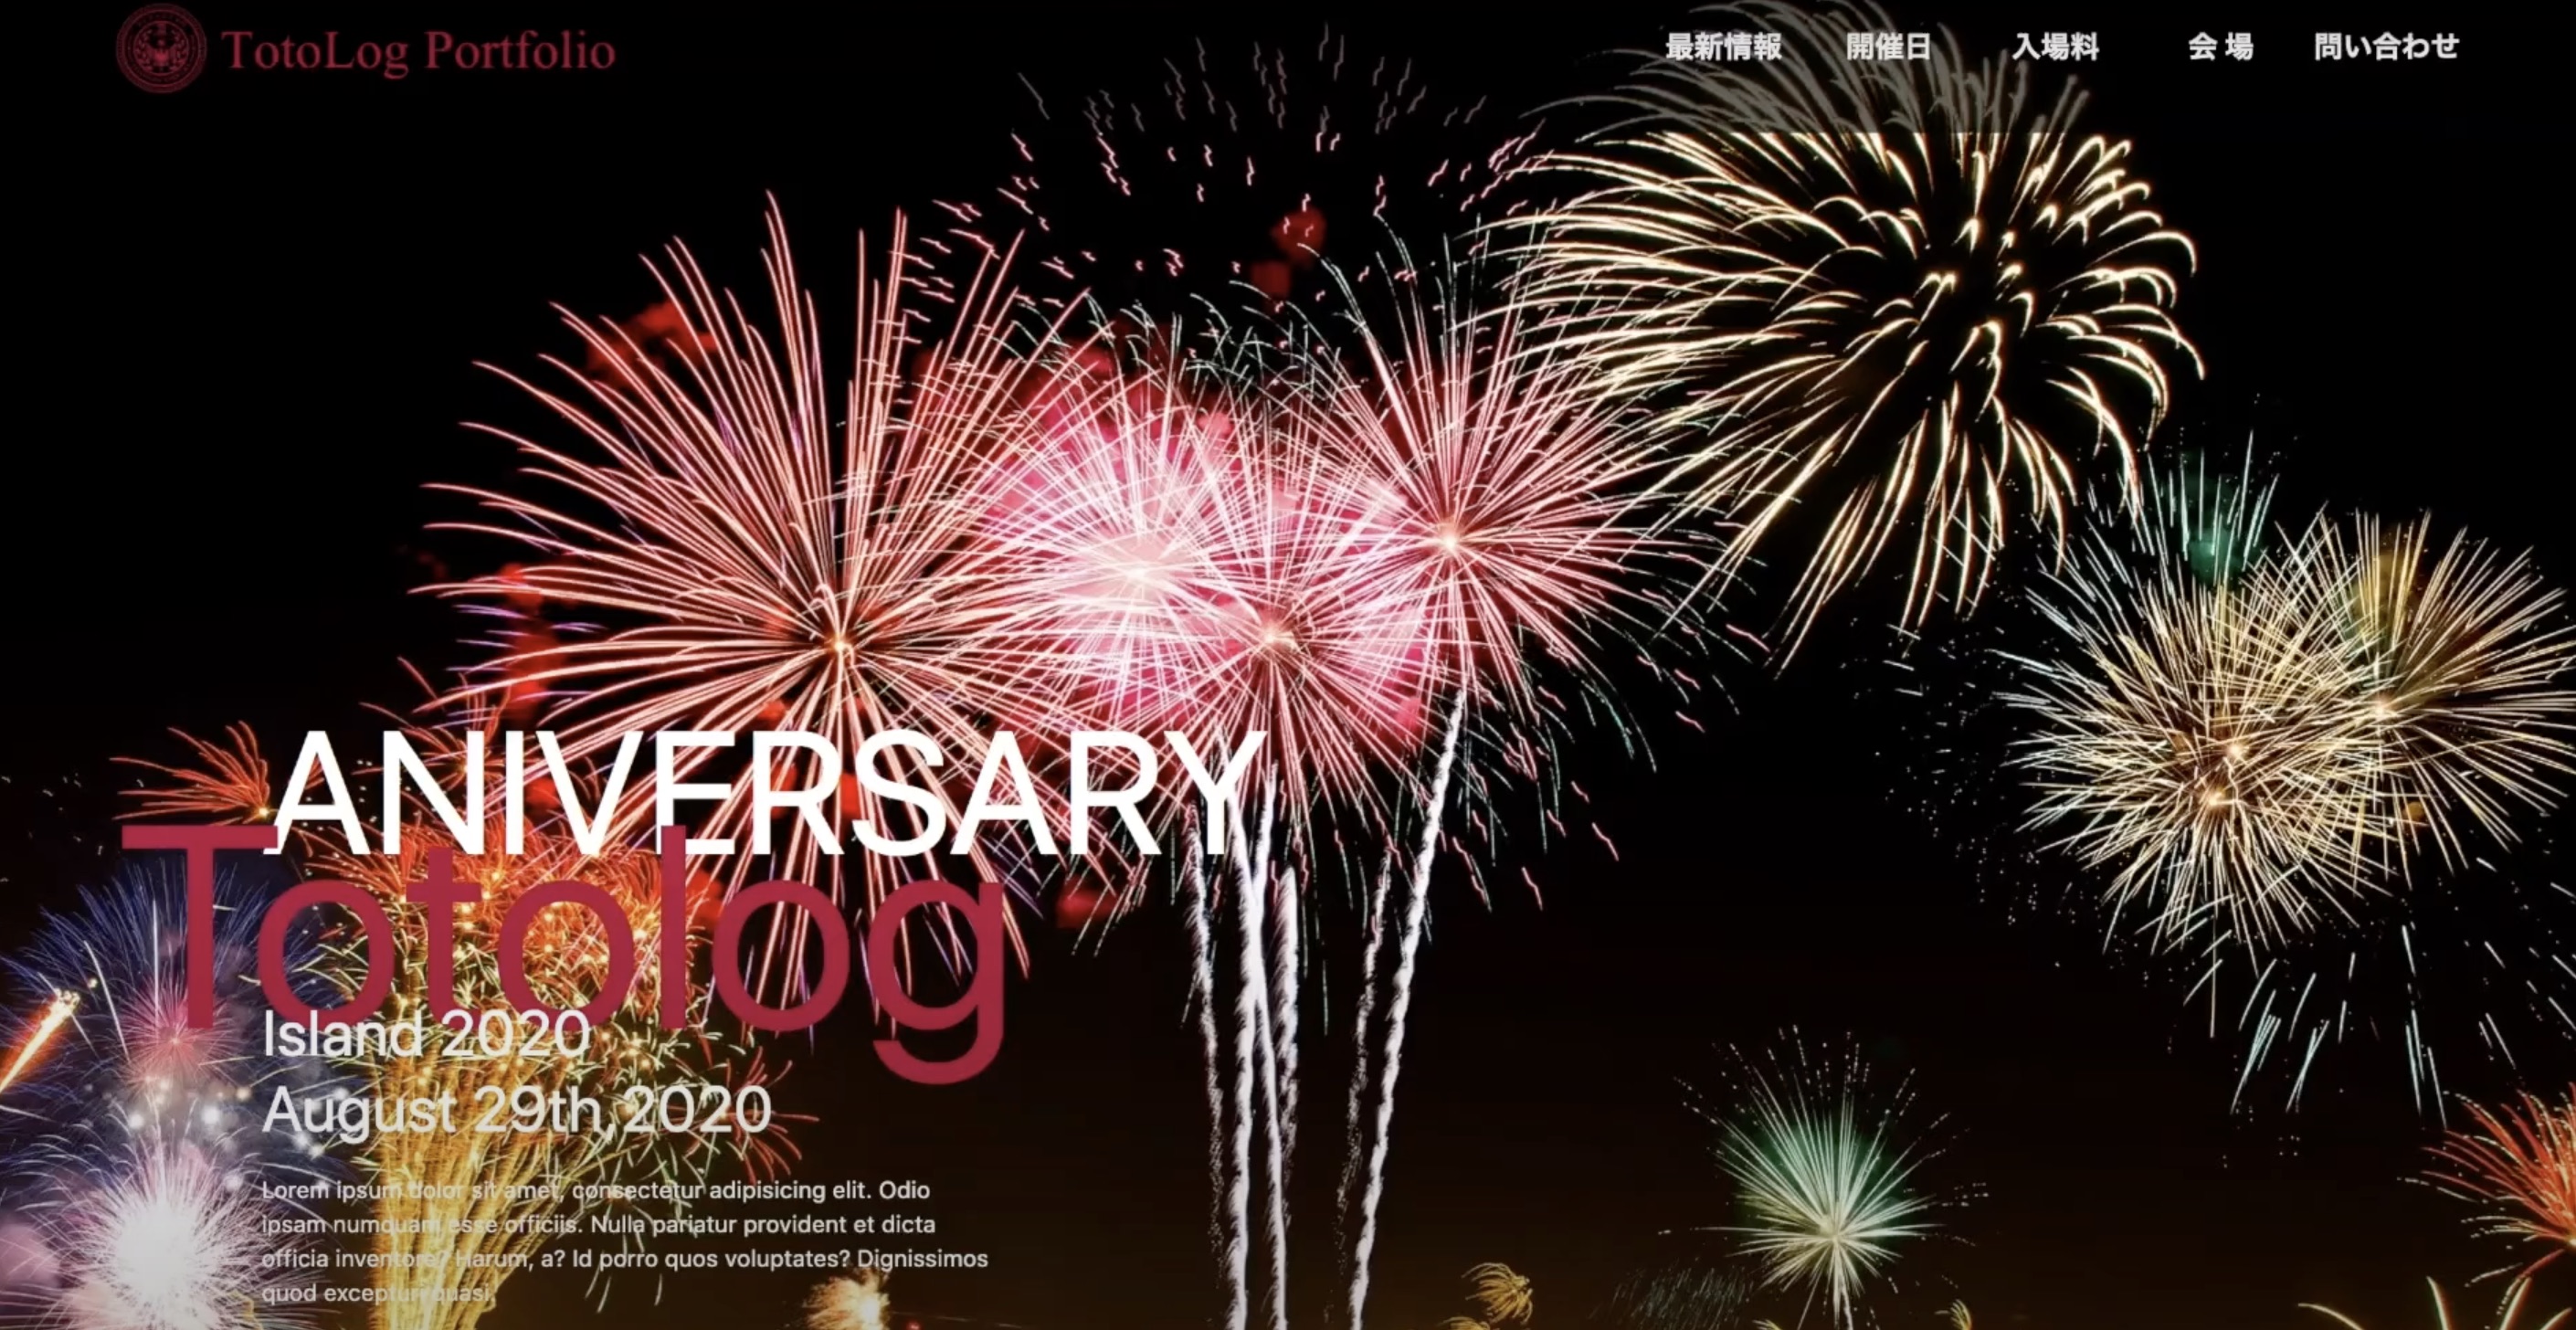 TotoLog Portfolio
最新情報 開催日 入場料 会 場 問い合わせ
ANIVERSARY
Totolog
Island 2020
August 29th,2020
Lorem ipsum dolor sit amet, consectetur adipisicing elit. Odio
ipsam numquam esse officiis. Nulla pariatur provident et dicta
officia inventore? Harum, a? Id porro quos voluptates? Dignissimos
quod excepturi quasi.